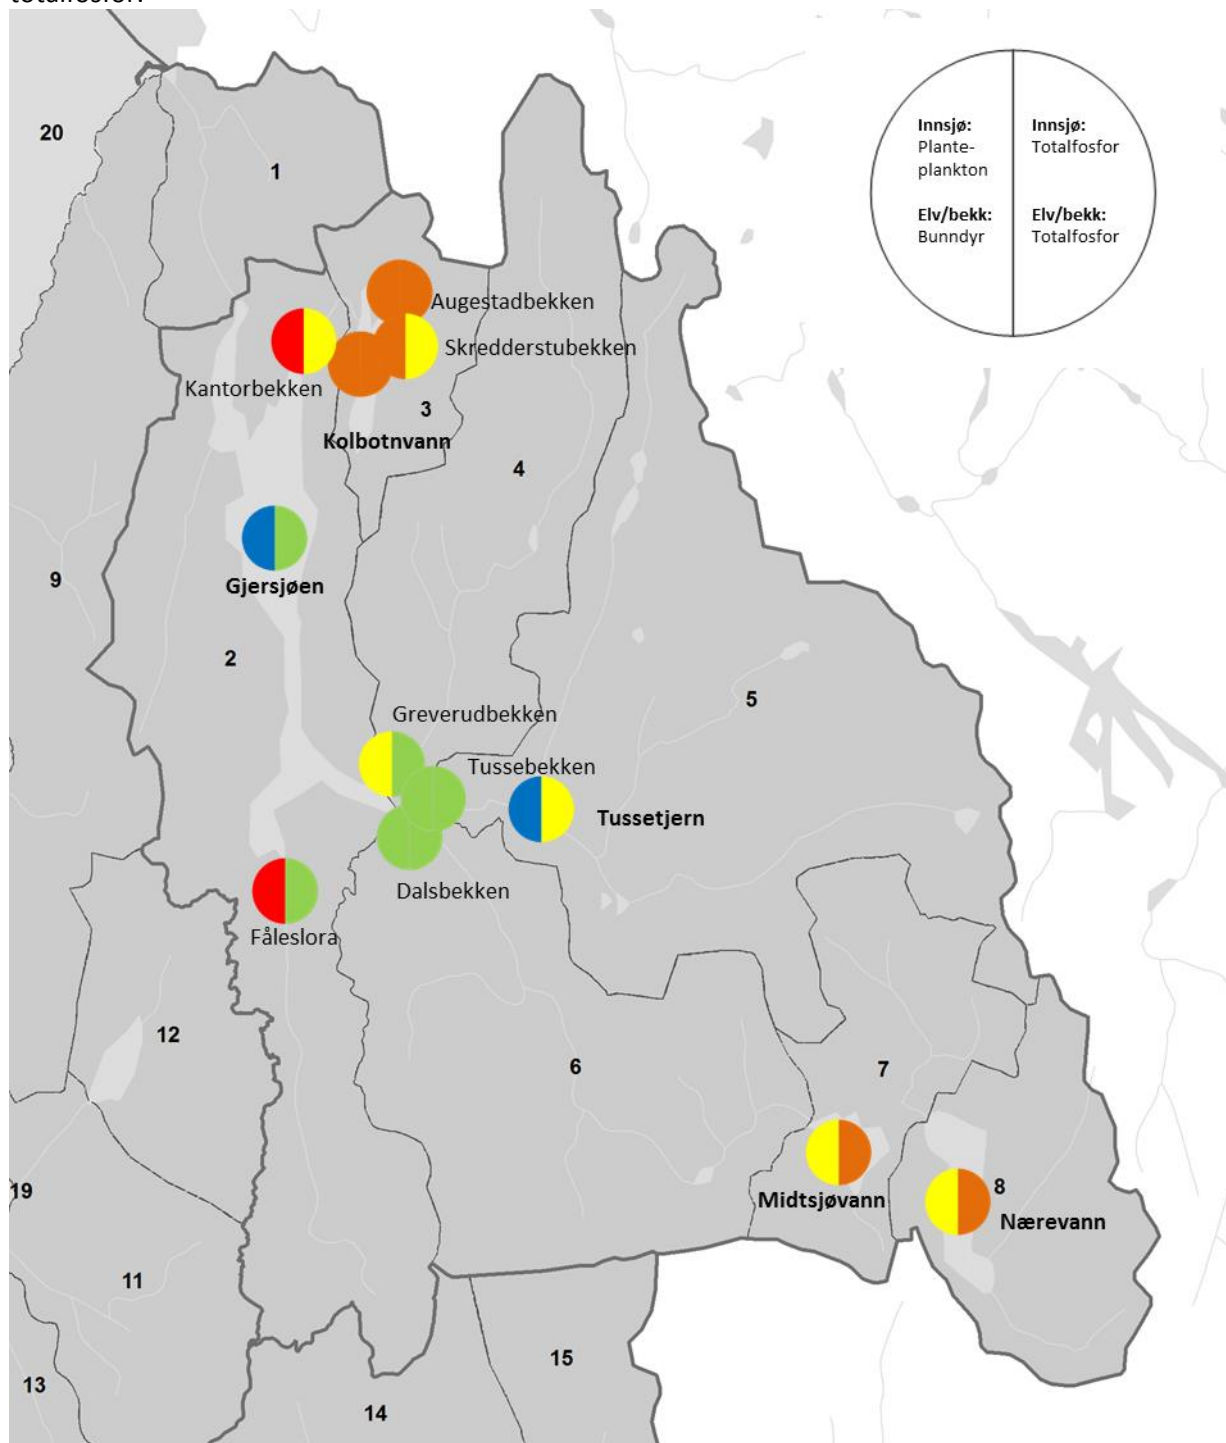 totalfosfor.
20
1
Innsjø:
Plante-
plankton
Innsjø:
Totalfosfor
Elv/bekk:
Bunndyr
Elv/bekk:
Totalfosfor
Augestadbekken
Skredderstubekken
Kantorbekken
3
Kolbotnvann
4
9
Gjersjøen
2
5
Greverudbekken
Tussebekken
Tussetjern
Dalsbekken
Fåleslora
12
6
7
19
Midtsjøvann
8
Nærevann
11
15
13
14